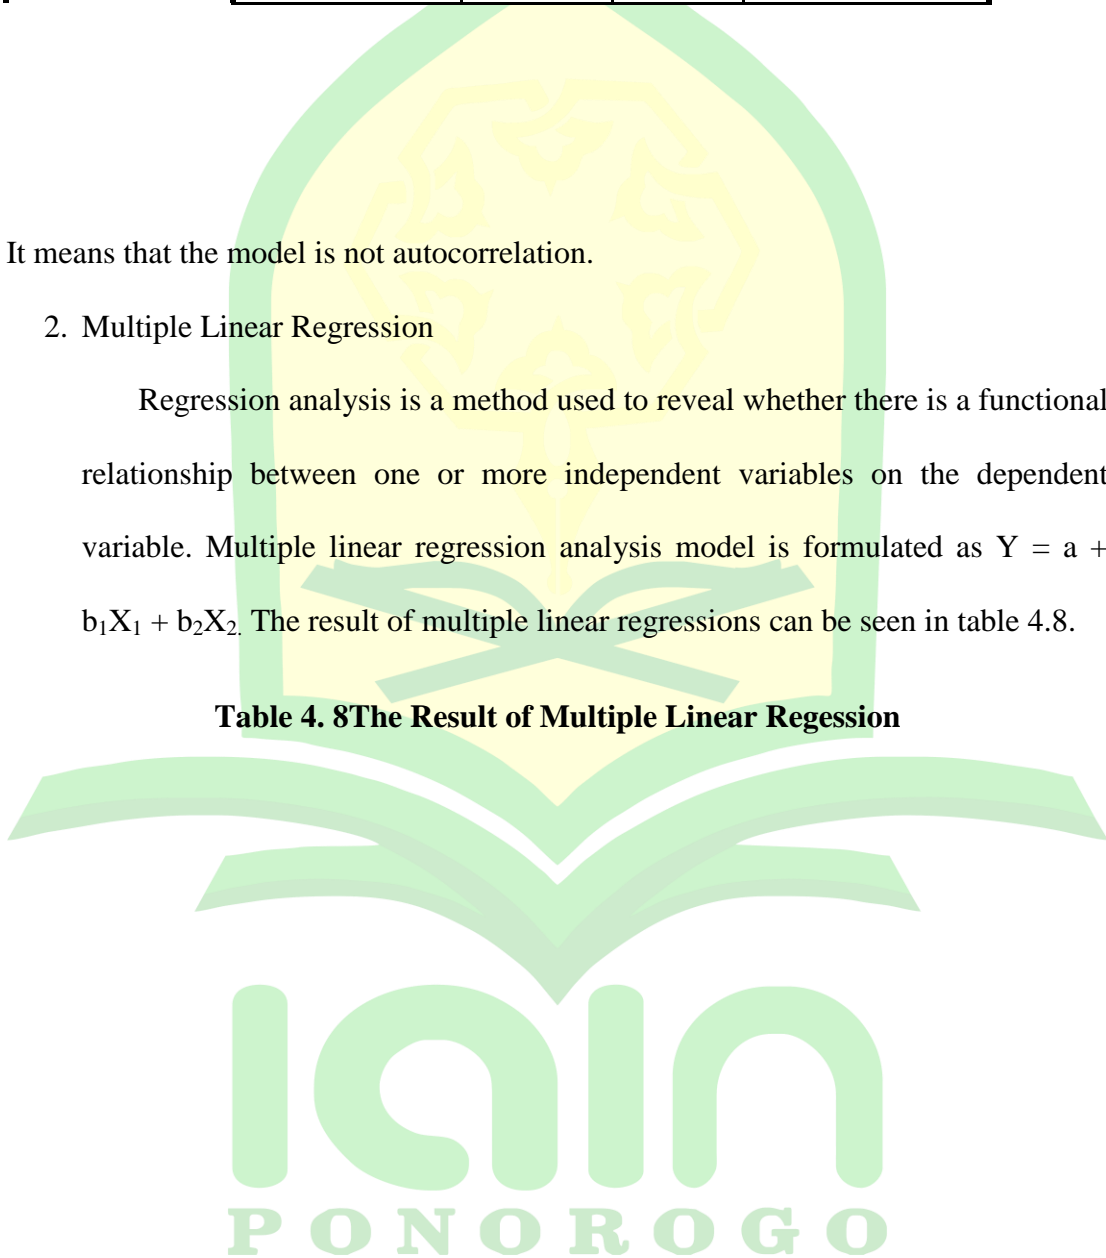 It means that the model is not autocorrelation.
2. Multiple Linear Regression
Regression analysis is a method used to reveal whether there is a functional
relationship between one or more independent variables on the dependent
variable. Multiple linear regression analysis model is formulated as Y = a +
b₁X₁ + b₂X₂. The result of multiple linear regressions can be seen in table 4.8.
Table 4. 8The Result of Multiple Linear Regession
iain
PONOROGO